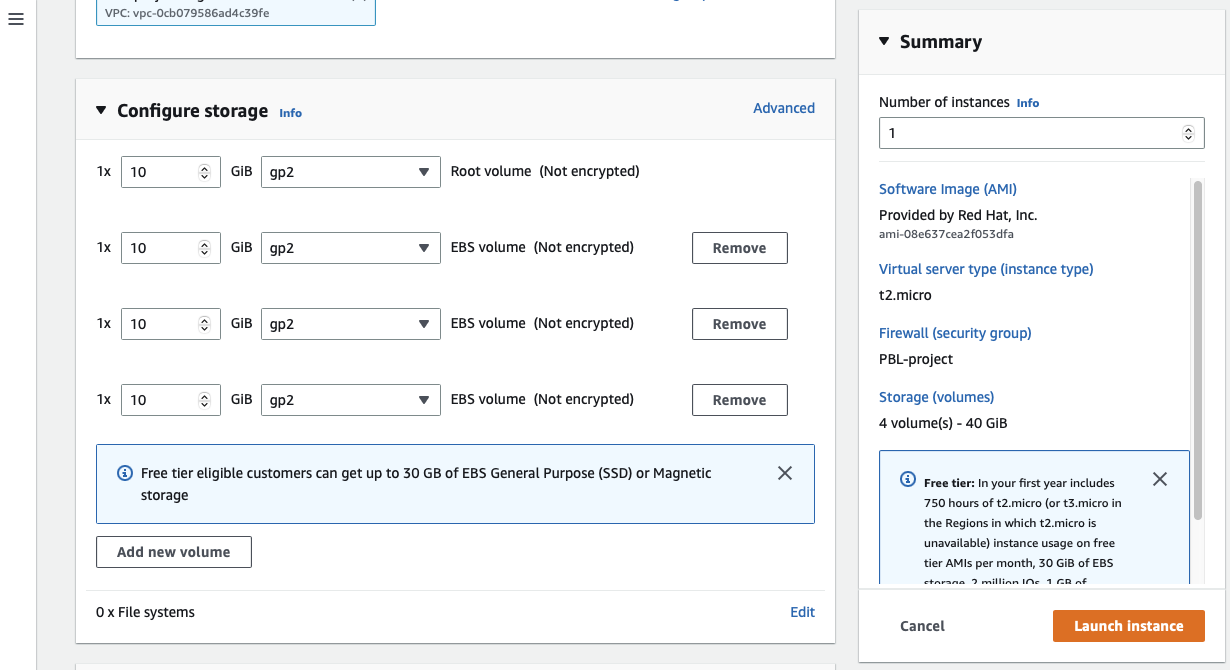 VPC: vpc-0cb079586ad4c39fe
Configure storage Info
Advanced
1x 10 GiB gp2 Root volume (Not encrypted)
1x 10 GiB gp2 EBS volume (Not encrypted) Remove
1x 10 GiB gp2 EBS volume (Not encrypted) Remove
1x 10 GiB gp2 EBS volume (Not encrypted) Remove
Free tier eligible customers can get up to 30 GB of EBS General Purpose (SSD) or Magnetic
storage
Add new volume
0 x File systems
Edit
Summary
Number of instances Info
1
Software Image (AMI)
Provided by Red Hat, Inc.
ami-08e637cea2f053dfa
Virtual server type (instance type)
t2.micro
Firewall (security group)
PBL-project
Storage (volumes)
4 volume(s) - 40 GiB
Free tier: In your first year includes
750 hours of t2.micro (or t3.micro in
the Regions in which t2.micro is
unavailable) instance usage on free
tier AMIs per month, 30 GiB of EBS
storage, 2 million IOs, 1 GB of
Cancel
Launch instance